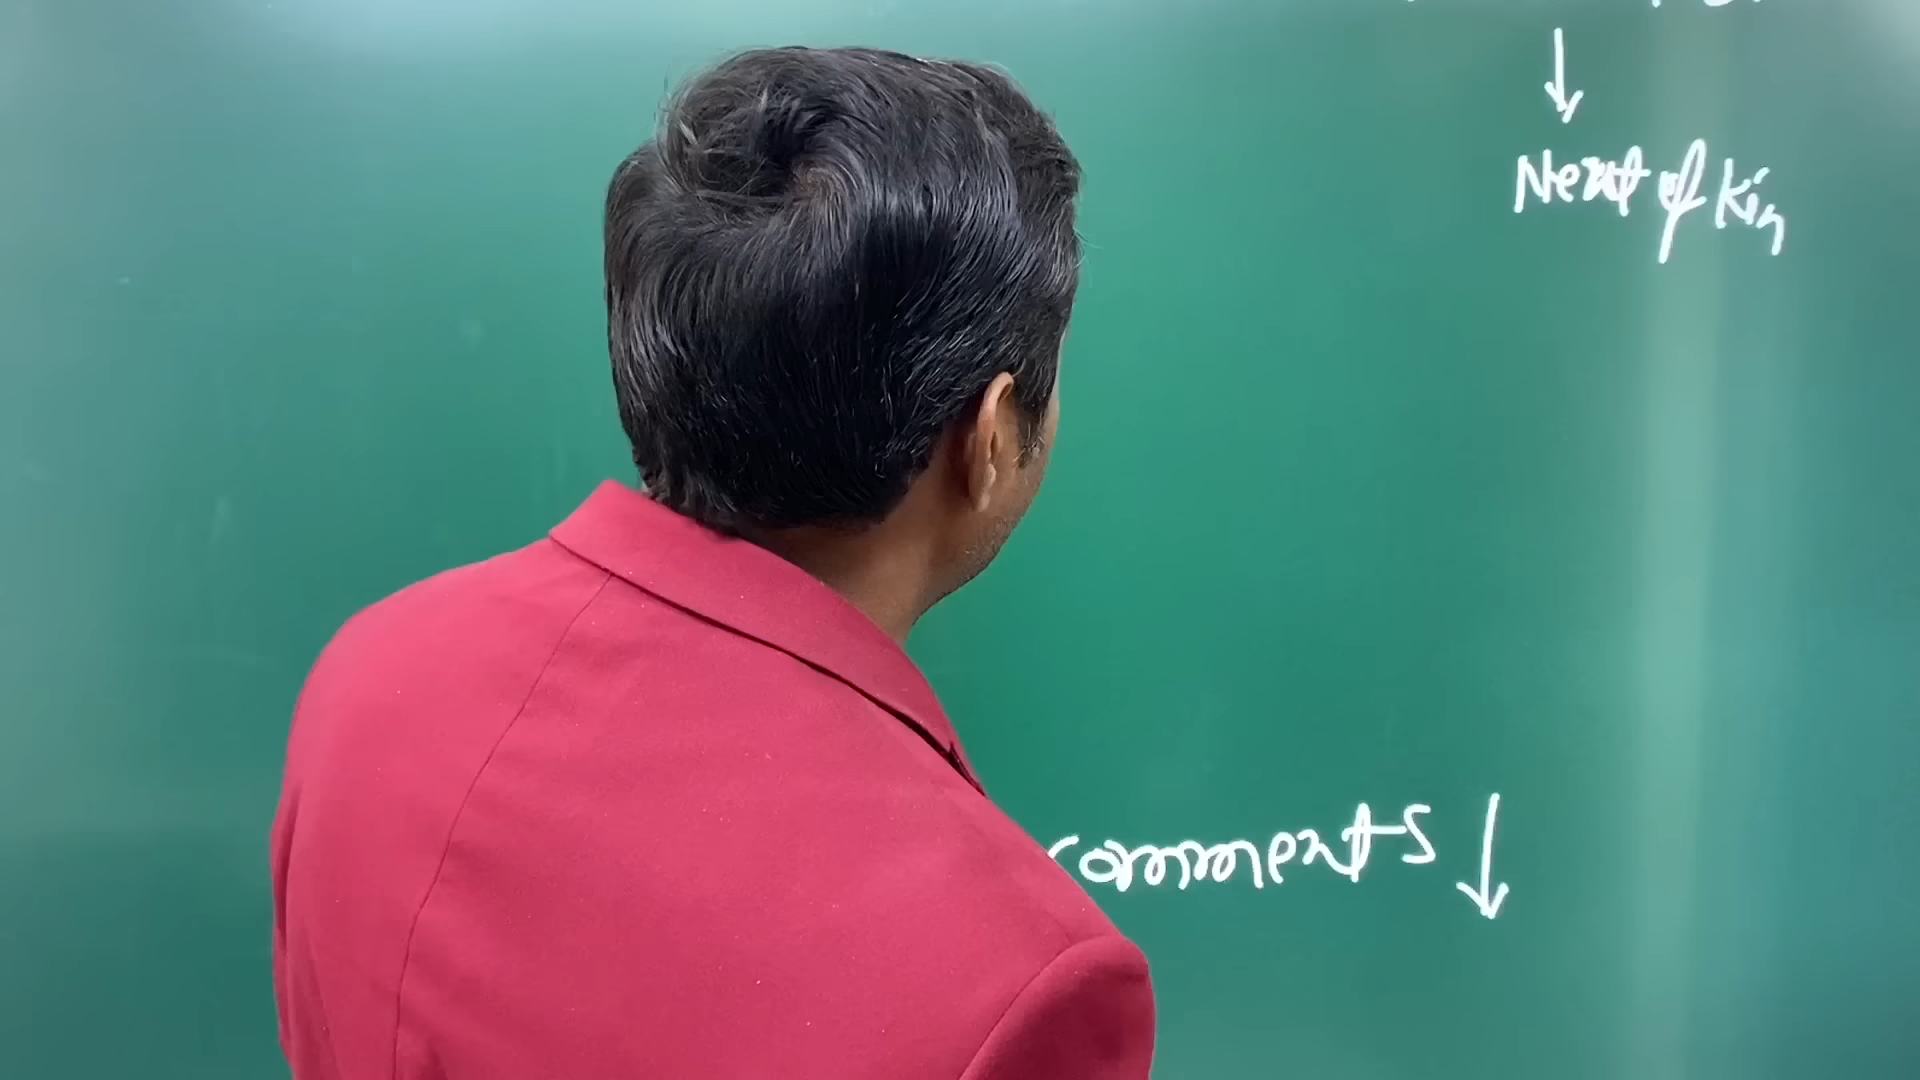 ↓
Next of Kin
comments ↓